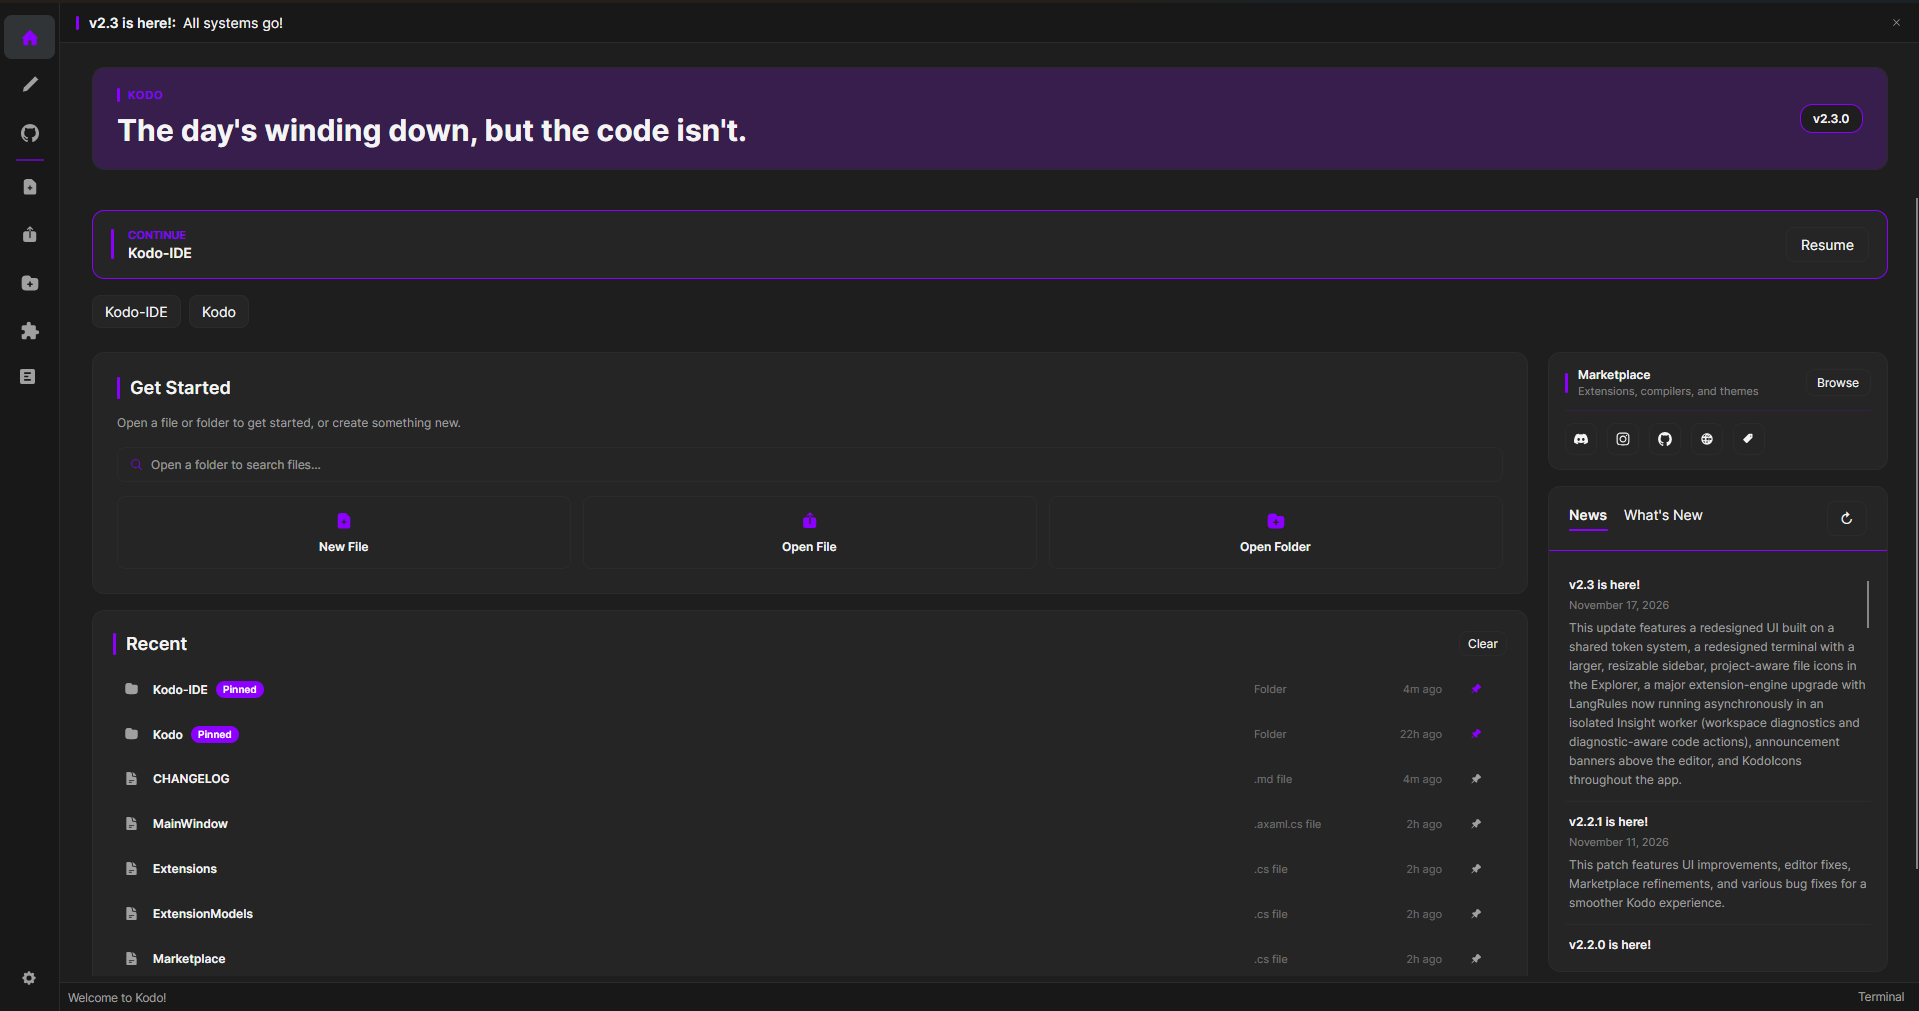 v2.3 is here!: All systems go!
KODO
The day's winding down, but the code isn't.
v2.3.0
CONTINUE
Kodo-IDE
Resume
Kodo-IDE
Kodo
Get Started
Open a file or folder to get started, or create something new.
Open a folder to search files...
New File
Open File
Open Folder
Recent
Clear
Kodo-IDE Pinned Folder 4m ago
Kodo Pinned Folder 22h ago
CHANGELOG .md file 4m ago
MainWindow .axaml.cs file 2h ago
Extensions .cs file 2h ago
ExtensionModels .cs file 2h ago
Marketplace .cs file 2h ago
Marketplace
Extensions, compilers, and themes
Browse
News
What's New
v2.3 is here!
November 17, 2026
This update features a redesigned UI built on a
shared token system, a redesigned terminal with a
larger, resizable sidebar, project-aware file icons in
the Explorer, a major extension-engine upgrade with
LangRules now running asynchronously in an
isolated Insight worker (workspace diagnostics and
diagnostic-aware code actions), announcement
banners above the editor, and KodoIcons
throughout the app.
v2.2.1 is here!
November 11, 2026
This patch features UI improvements, editor fixes,
Marketplace refinements, and various bug fixes for a
smoother Kodo experience.
v2.2.0 is here!
Welcome to Kodo!
Terminal